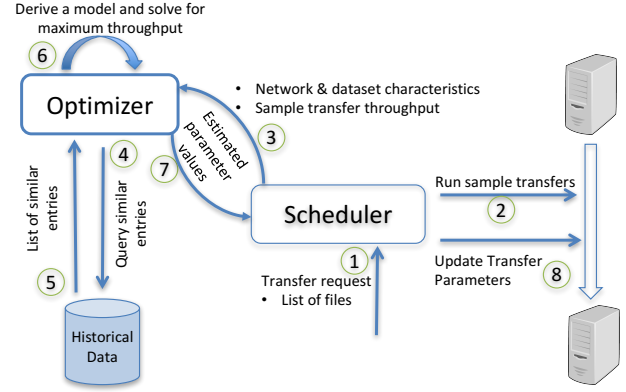 Derive a model and solve for
maximum throughput
6
Optimizer
• Network & dataset characteristics
• Sample transfer throughput
3
Estimated
parameter
values
4
7
List of similar
entries
Query similar
entries
Scheduler
Run sample transfers
2
1
Transfer request
• List of files
Update Transfer
Parameters
8
5
Historical
Data